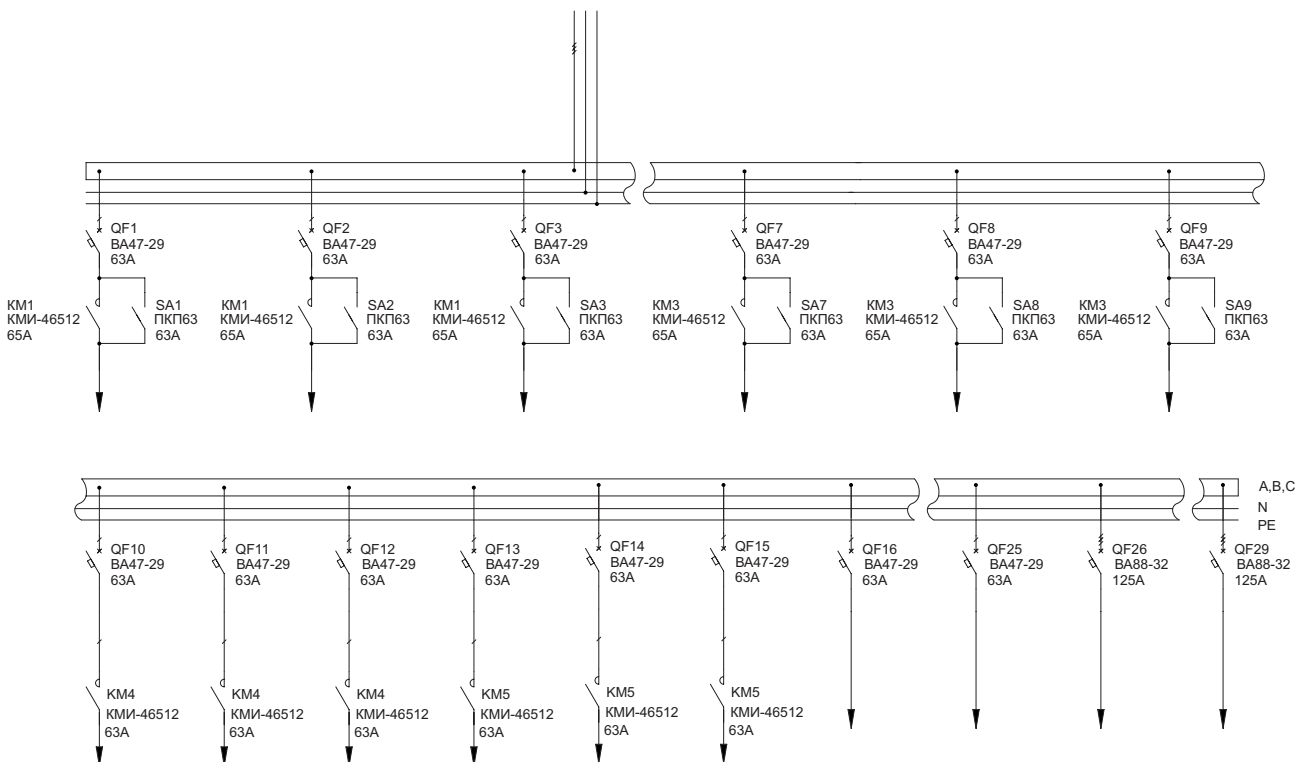 QF1
ВА47-29
63А
QF2
ВА47-29
63А
QF3
ВА47-29
63А
QF7
ВА47-29
63А
QF8
ВА47-29
63А
QF9
ВА47-29
63А
КМ1
КМИ-46512
65А
SA1
ПКП63
63А
КМ1
КМИ-46512
65А
SA2
ПКП63
63А
КМ1
КМИ-46512
65А
SA3
ПКП63
63А
КМ3
КМИ-46512
65А
SA7
ПКП63
63А
КМ3
КМИ-46512
65А
SA8
ПКП63
63А
КМ3
КМИ-46512
65А
SA9
ПКП63
63А
A,B,C
N
PE
QF10
ВА47-29
63А
QF11
ВА47-29
63А
QF12
ВА47-29
63А
QF13
ВА47-29
63А
QF14
ВА47-29
63А
QF15
ВА47-29
63А
QF16
ВА47-29
63А
QF25
ВА47-29
63А
QF26
ВА88-32
125А
QF29
ВА88-32
125А
КМ4
КМИ-46512
63А
КМ4
КМИ-46512
63А
КМ4
КМИ-46512
63А
КМ5
КМИ-46512
63А
КМ5
КМИ-46512
63А
КМ5
КМИ-46512
63А